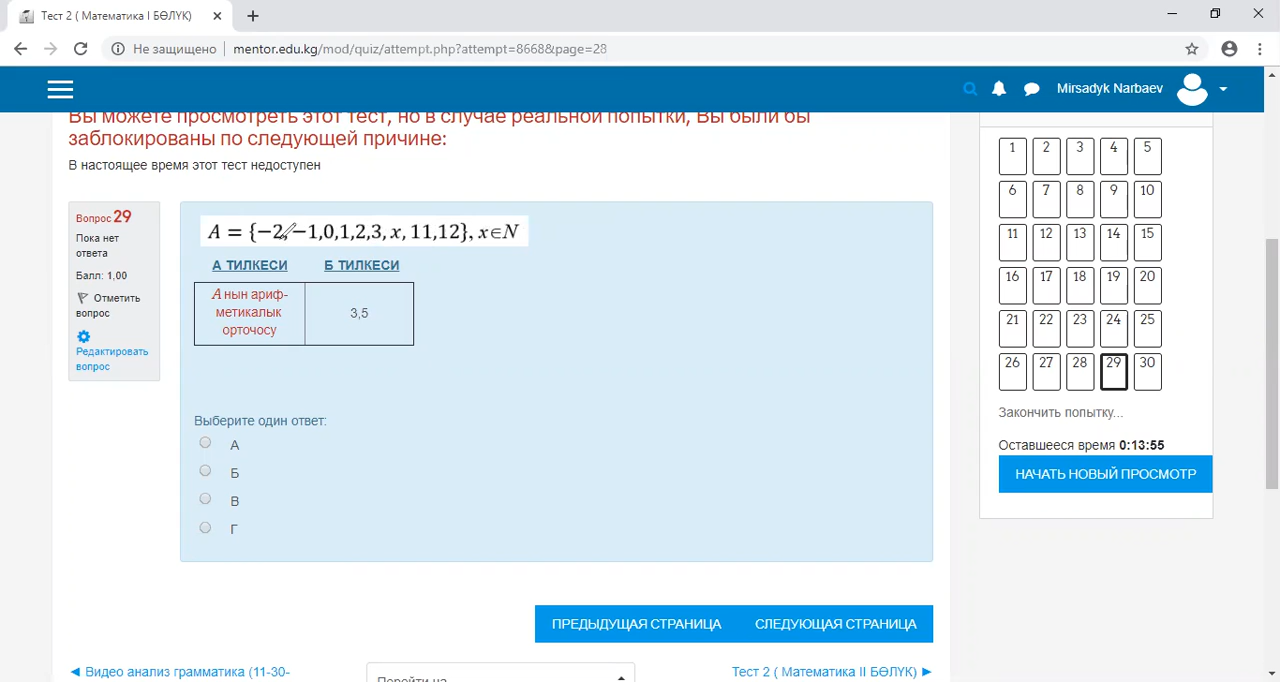 Тест 2 ( Математика I БӨЛҮК)
Не защищено
mentor.edu.kg/mod/quiz/attempt.php?attempt=8668&page=28
Mirsadyk Narbaev
Вы можете просмотреть этот тест, но в случае реальной попытки, Вы были бы
заблокированы по следующей причине:
В настоящее время этот тест недоступен
Вопрос 29
Пока нет
ответа
Балл: 1,00
Отметить
вопрос
Редактировать
вопрос
A = {−2,−1,0,1,2,3, x, 11,12}, x∈N
А ТИЛКЕСИ
Б ТИЛКЕСИ
A нын ариф-
метикалык
орточосу
3,5
Выберите один ответ:
А
Б
В
Г
ПРЕДЫДУЩАЯ СТРАНИЦА
СЛЕДУЮЩАЯ СТРАНИЦА
◄ Видео анализ грамматика (11-30-
Перейти на...
Тест 2 ( Математика II БӨЛҮК) ►
1 2 3 4 5
6 7 8 9 10
11 12 13 14 15
16 17 18 19 20
21 22 23 24 25
26 27 28 29 30
Закончить попытку...
Оставшееся время 0:13:55
НАЧАТЬ НОВЫЙ ПРОСМОТР